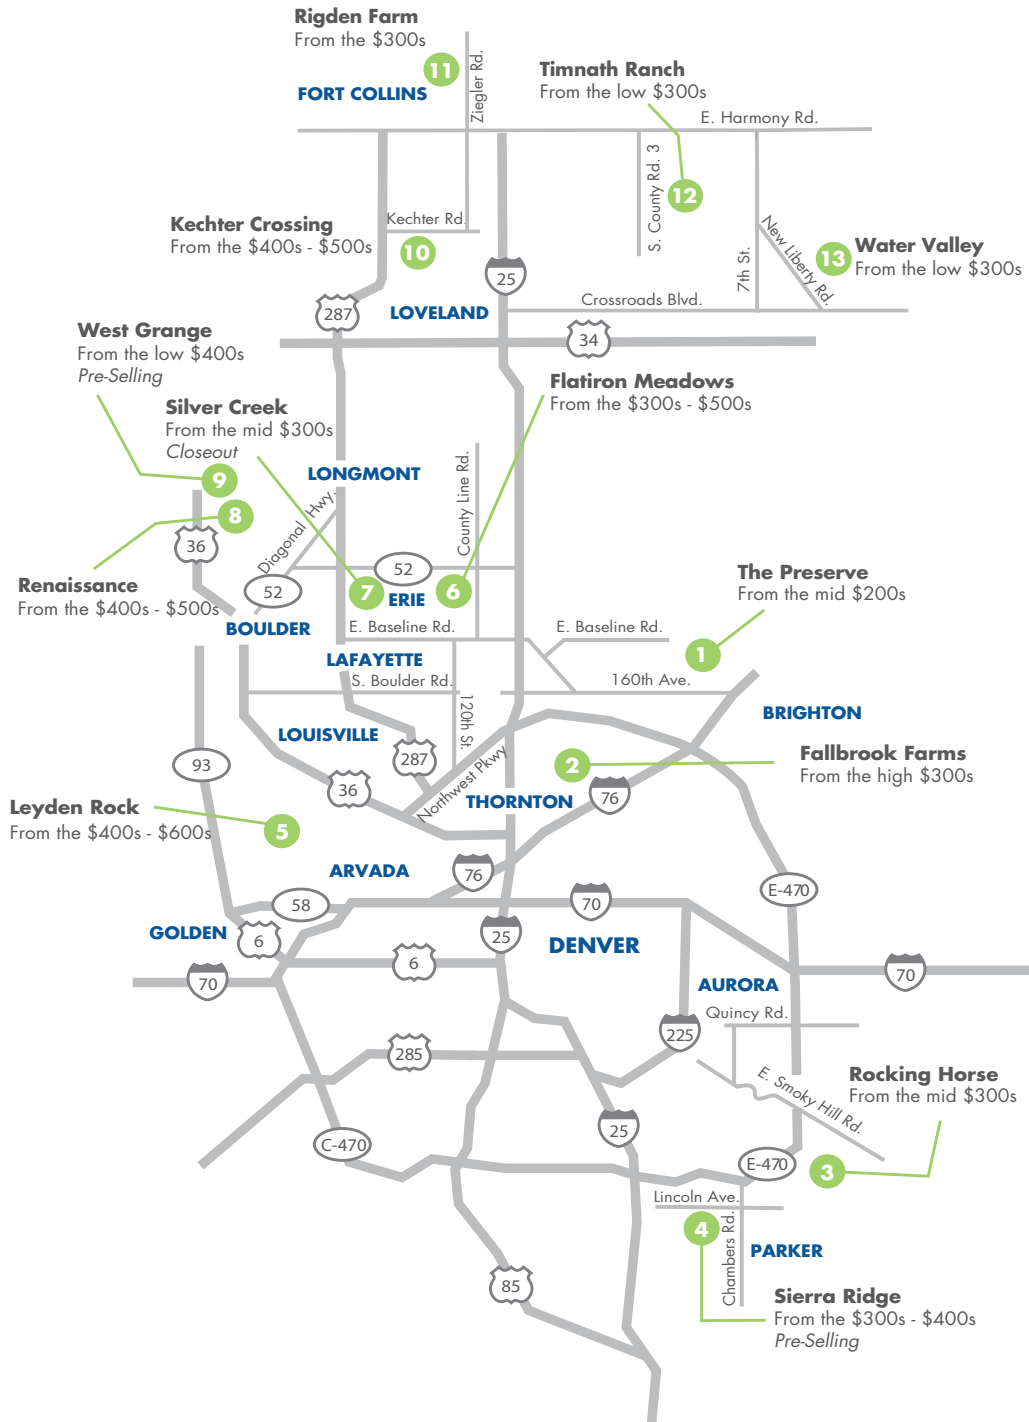 Rigden Farm
From the $300s
11
FORT COLLINS
Ziegler Rd.
Timnath Ranch
From the low $300s
E. Harmony Rd.
S. County Rd. 3
12
Kechter Crossing
From the $400s - $500s
Kechter Rd.
10
25
7th St.
New Liberty Rd.
13
Water Valley
From the low $300s
287
LOVELAND
Crossroads Blvd.
34
West Grange
From the low $400s
Pre-Selling
Silver Creek
From the mid $300s
Closeout
Flatiron Meadows
From the $300s - $500s
9
LONGMONT
8
36
Diagonal Hwy.
County Line Rd.
52
52
7
ERIE
6
Renaissance
From the $400s - $500s
The Preserve
From the mid $200s
BOULDER
E. Baseline Rd.
E. Baseline Rd.
1
LAFAYETTE
S. Boulder Rd.
160th Ave.
120th St.
BRIGHTON
LOUISVILLE
93
287
36
Northwest Pkwy
2
Fallbrook Farms
From the high $300s
THORNTON
76
Leyden Rock
From the $400s - $600s
5
ARVADA
76
E-470
58
70
GOLDEN
6
25
DENVER
6
70
70
AURORA
Quincy Rd.
225
285
E. Smoky Hill Rd.
Rocking Horse
From the mid $300s
25
C-470
E-470
3
Lincoln Ave.
4
Chambers Rd.
PARKER
85
Sierra Ridge
From the $300s - $400s
Pre-Selling